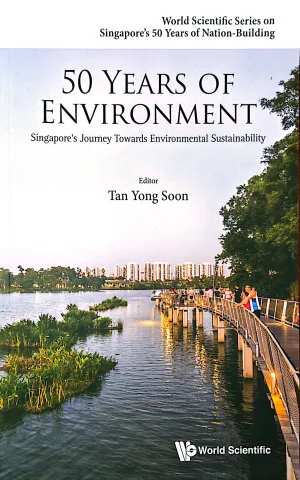 World Scientific Series on
Singapore's 50 Years of Nation-Building
50 YEARS OF
ENVIRONMENT
Singapore's Journey Towards Environmental Sustainability
Editor
Tan Yong Soon
World Scientific